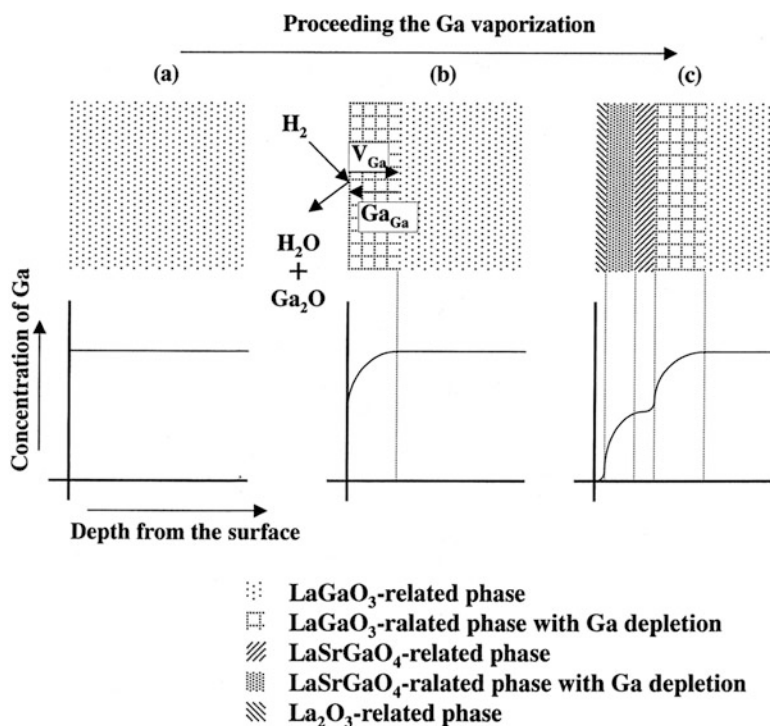 Proceeding the Ga vaporization
(a)
(b)
(c)
H2
VGa
GaGa
H2O
+
Ga2O
Concentration of Ga
Depth from the surface
LaGaO3-related phase
LaGaO3-ralated phase with Ga depletion
LaSrGaO4-related phase
LaSrGaO4-ralated phase with Ga depletion
La2O3-related phase